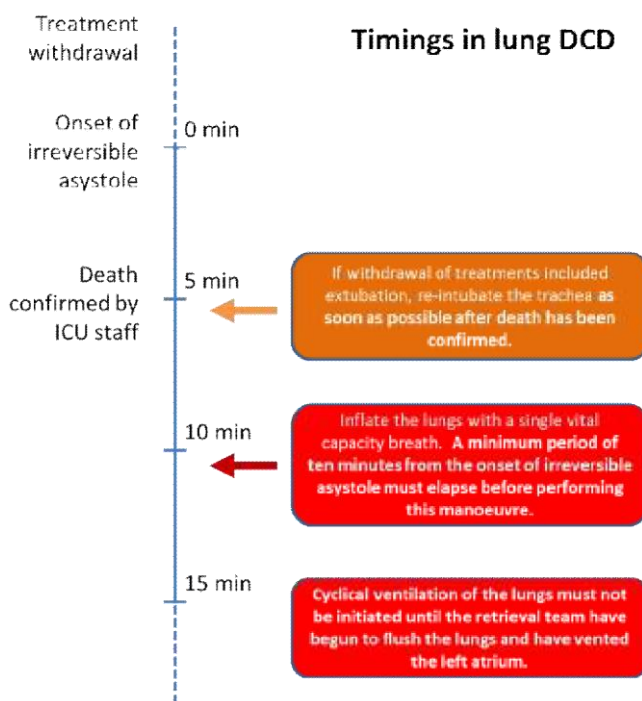 Treatment
withdrawal
Timings in lung DCD
Onset of
irreversible
asystole
0 min
Death
confirmed by
ICU staff
5 min
If withdrawal of treatments included
extubation, re-intubate the trachea as
soon as possible after death has been
confirmed.
10 min
Inflate the lungs with a single vital
capacity breath. A minimum period of
ten minutes from the onset of irreversible
asystole must elapse before performing
this manoeuvre.
15 min
Cyclical ventilation of the lungs must not
be initiated until the retrieval team have
begun to flush the lungs and have vented
the left atrium.